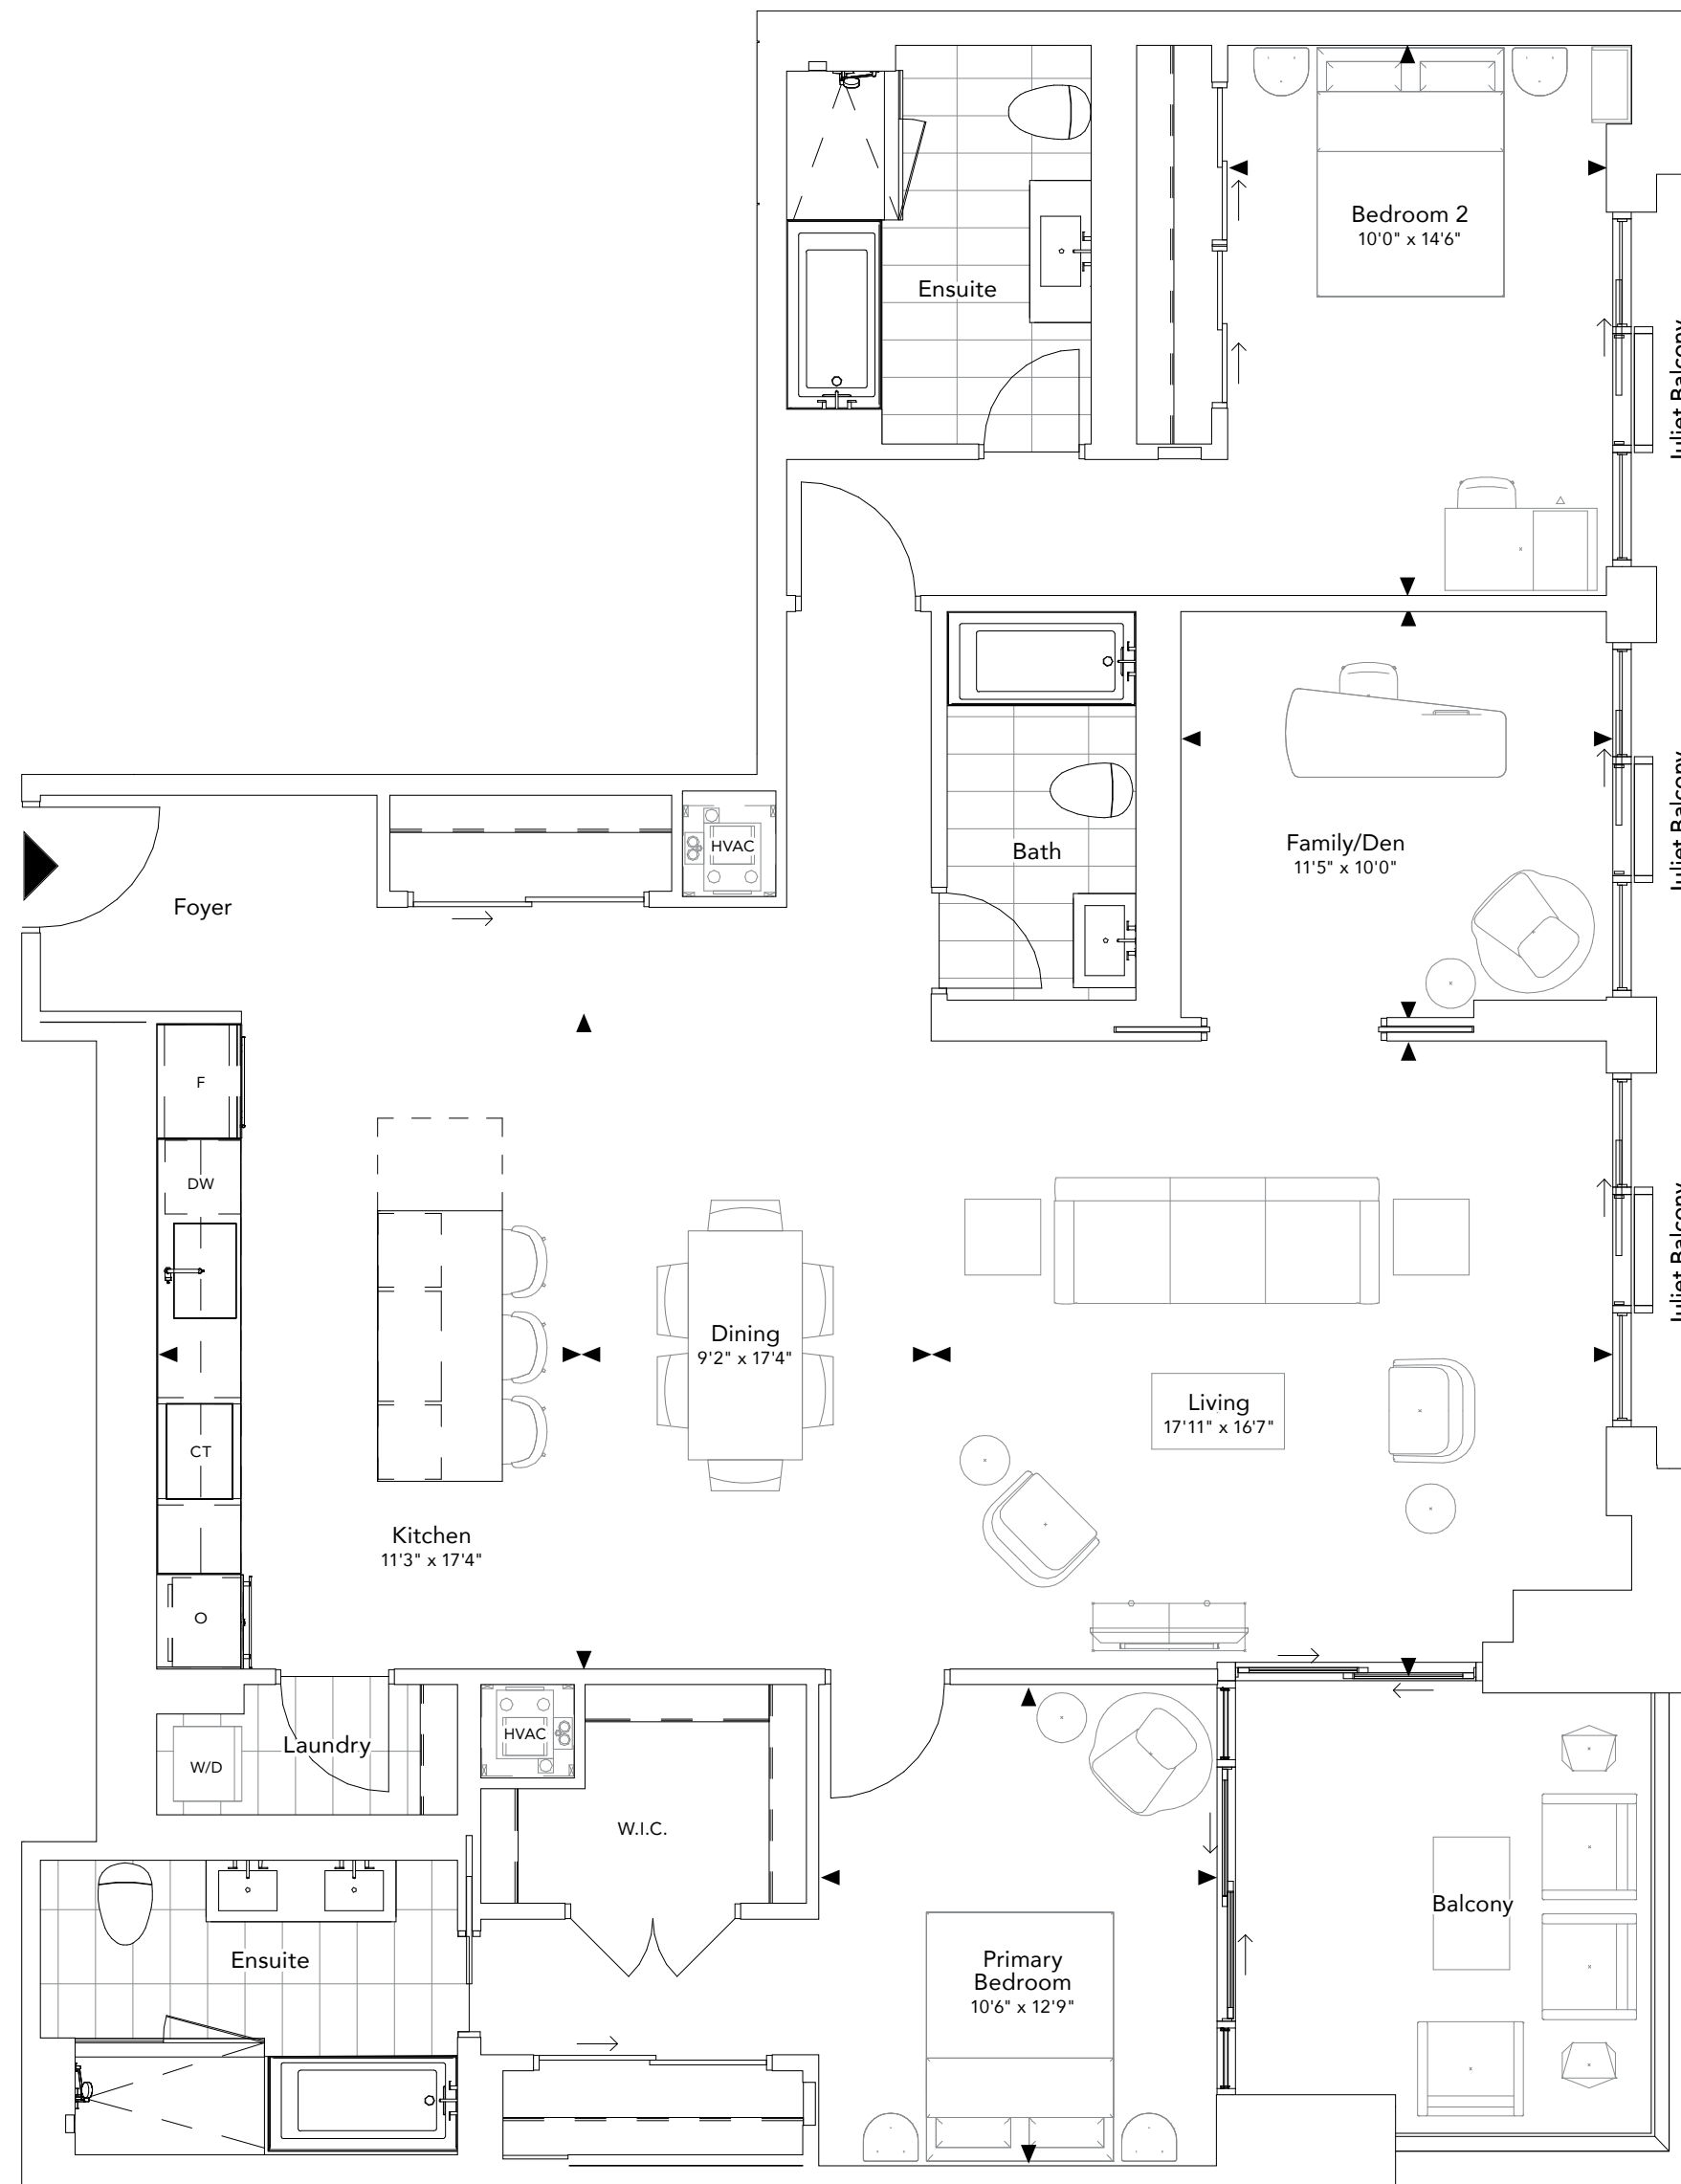 Bedroom 2
10'0" x 14'6"
Ensuite
Juliet Balcony
Bath
Family/Den
11'5" x 10'0"
Juliet Balcony
HVAC
Foyer
F
DW
Juliet Balcony
Dining
9'2" x 17'4"
Living
17'11" x 16'7"
CT
Kitchen
11'3" x 17'4"
O
HVAC
Laundry
W/D
W.I.C.
Balcony
Ensuite
Primary
Bedroom
10'6" x 12'9"